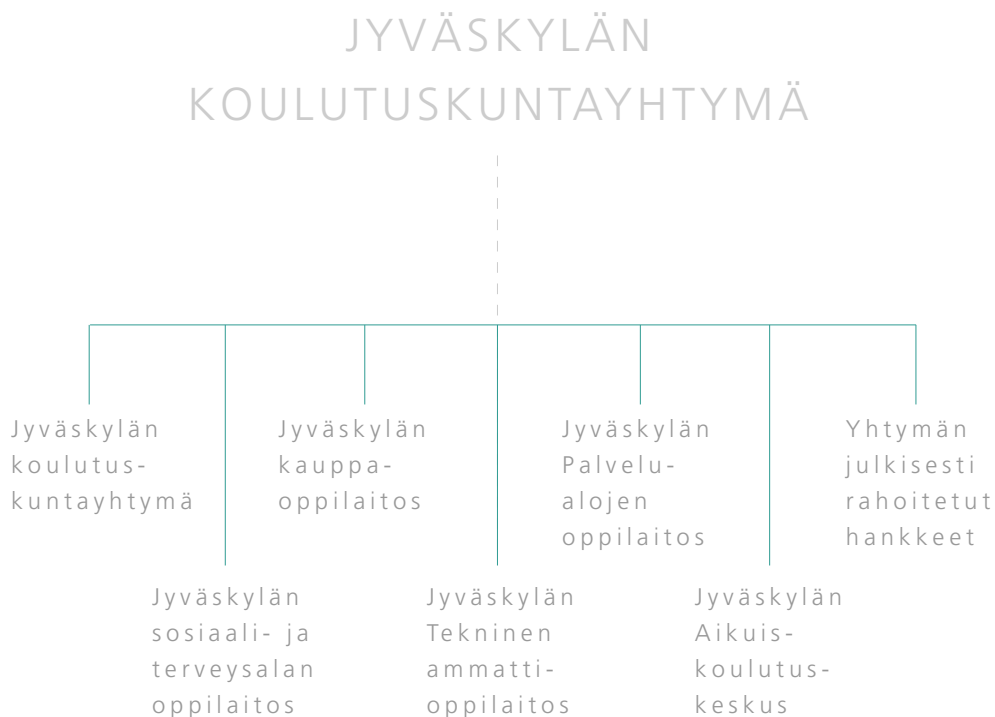 JYVÄSKYLÄN
KOULUTUSKUNTAYHTYMÄ
Jyväskylän
koulutus-
kuntayhtymä
Jyväskylän
kauppa-
oppilaitos
Jyväskylän
Palvelu-
alojen
oppilaitos
Yhtymän
julkisesti
rahoitetut
hankkeet
Jyväskylän
sosiaali- ja
terveysalan
oppilaitos
Jyväskylän
Tekninen
ammatti-
oppilaitos
Jyväskylän
Aikuis-
koulutus-
keskus